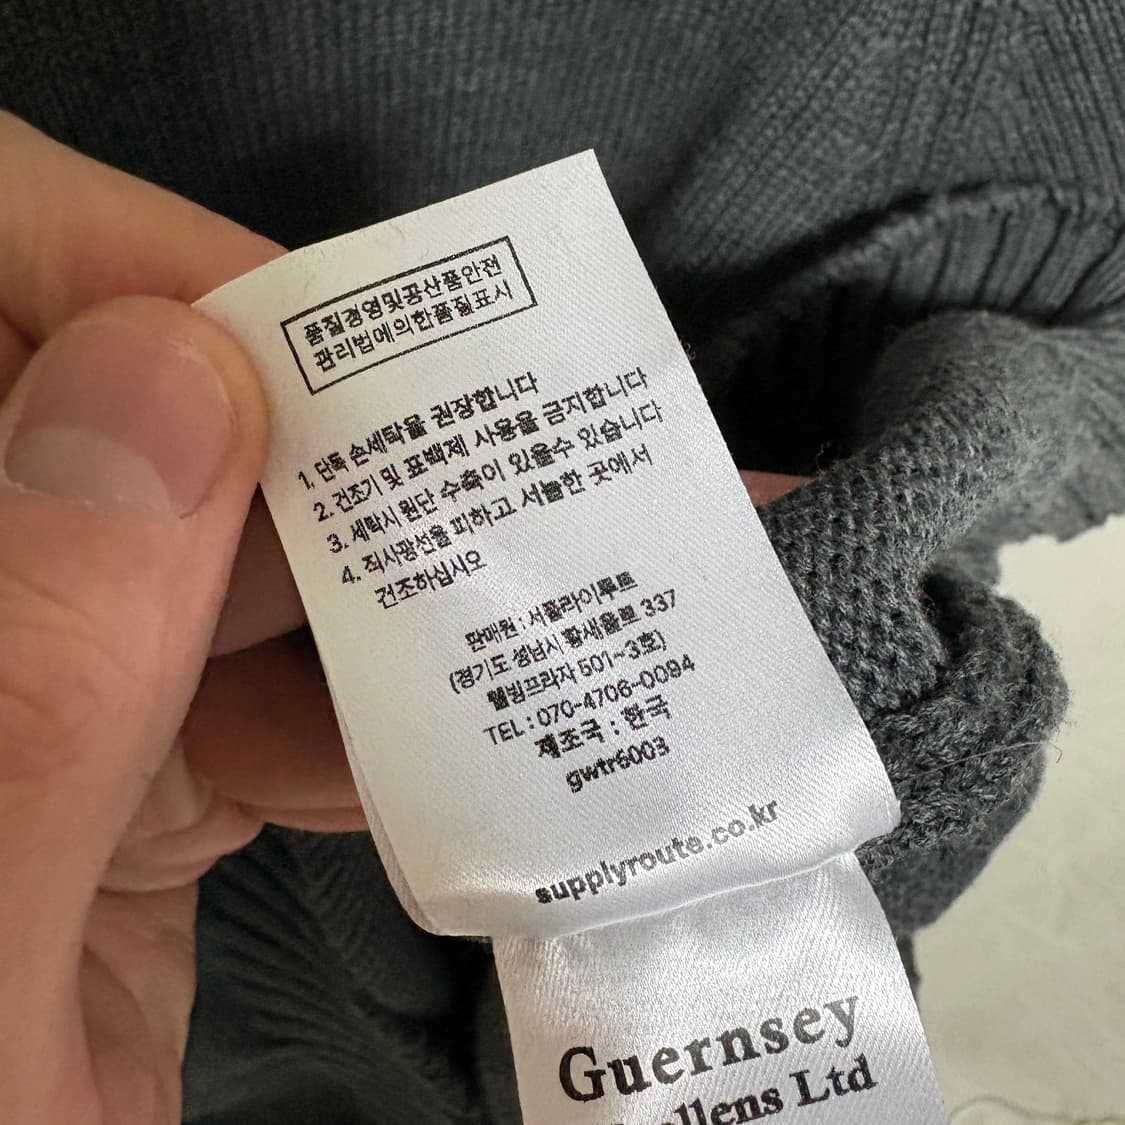 품질경영및공산품안전
관리법에의한품질표시
1. 단독 손세탁을 권장합니다
2. 건조기 및 표백제 사용을 금지합니다
3. 세탁시 원단 수축이 있을수 있습니다
4. 직사광선을 피하고 서늘한 곳에서
건조하십시오
판매원 : 서플라이루트
(경기도 성남시 황새울로 337
웰빙프라자 501~3호)
TEL : 070-4706-0094
제조국 : 한국
gwtr6003
supplyroute.co.kr
Guernsey
Ltd